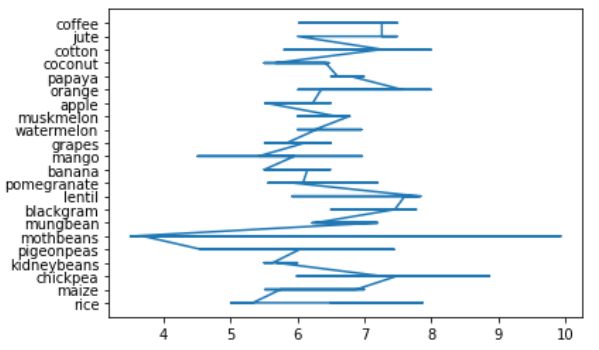 coffee
jute
cotton
coconut
papaya
orange
apple
muskmelon
watermelon
grapes
mango
banana
pomegranate
lentil
blackgram
mungbean
mothbeans
pigeonpeas
kidneybeans
chickpea
maize
rice
4 5 6 7 8 9 10